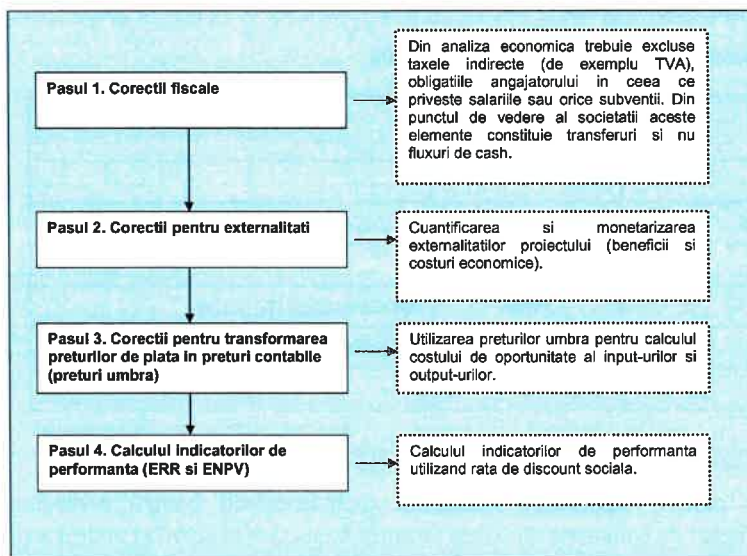 Pasul 1. Corectii fiscale
Din analiza economica trebuie excluse
taxele indirecte (de exemplu TVA),
obligatiile angajatorului in ceea ce
priveste salariile sau orice subventii. Din
punctul de vedere al societatii aceste
elemente constituie transferuri si nu
fluxuri de cash.
Pasul 2. Corectii pentru externalitati
Cuantificarea si monetarizarea
externalitatilor proiectului (beneficii si
costuri economice).
Pasul 3. Corectii pentru transformarea
preturilor de piata in preturi contabile
(preturi umbra)
Utilizarea preturilor umbra pentru calculul
costului de oportunitate al input-urilor si
output-urilor.
Pasul 4. Calculul indicatorilor de
performanta (ERR si ENPV)
Calculul indicatorilor de performanta
utilizand rata de discount sociala.